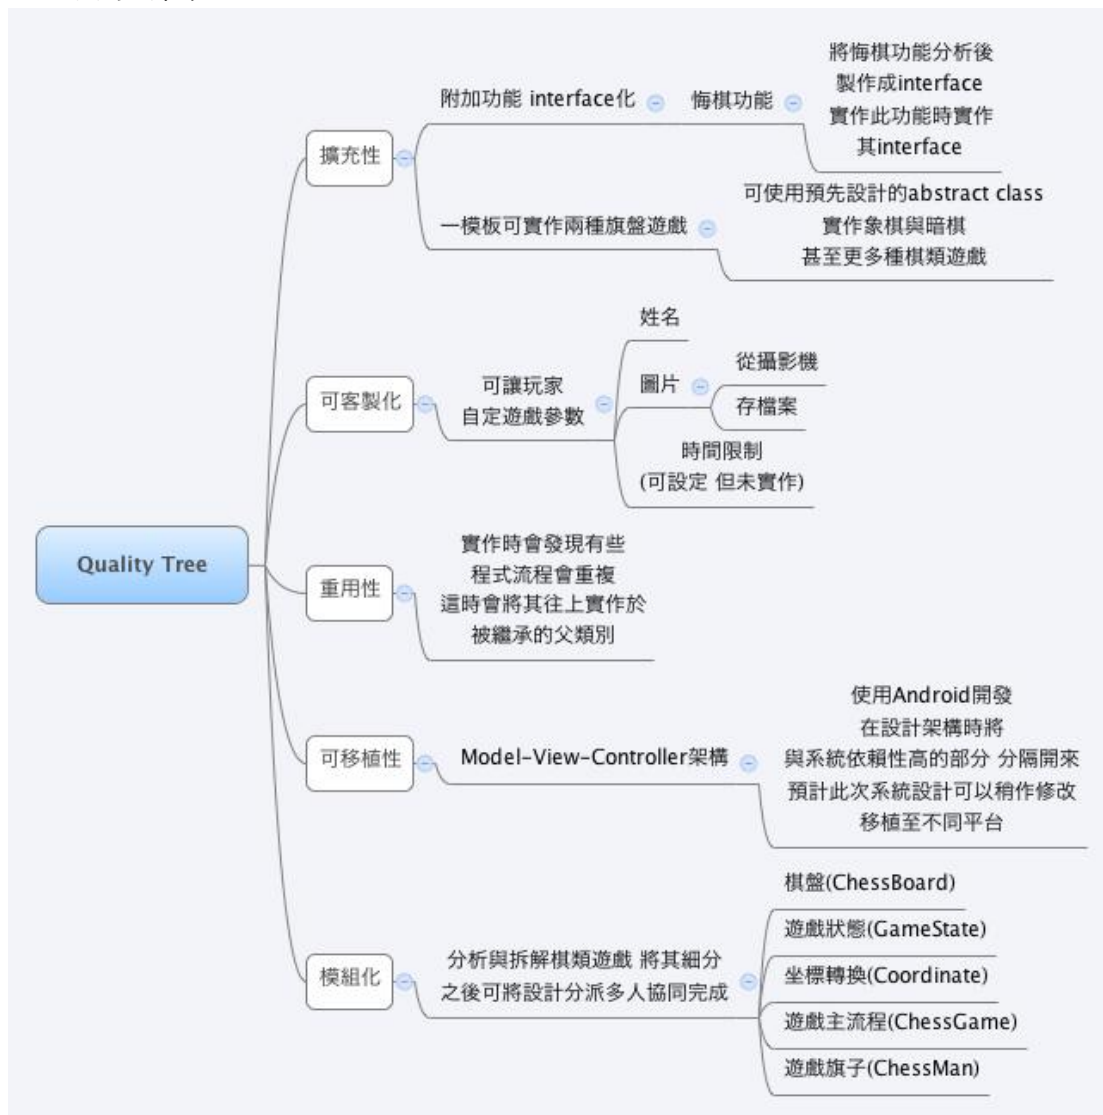 Quality Tree
擴充性
附加功能 interface化
悔棋功能
將悔棋功能分析後
製作成interface
實作此功能時實作
其interface
一模板可實作兩種旗盤遊戲
可使用預先設計的abstract class
實作象棋與暗棋
甚至更多種棋類遊戲
可客製化
可讓玩家
自定遊戲參數
姓名
圖片
從攝影機
存檔案
時間限制
(可設定 但未實作)
重用性
實作時會發現有些
程式流程會重複
這時會將其往上實作於
被繼承的父類別
可移植性
Model-View-Controller架構
使用Android開發
在設計架構時將
與系統依賴性高的部分 分隔開來
預計此次系統設計可以稍作修改
移植至不同平台
模組化
分析與拆解棋類遊戲 將其細分
之後可將設計分派多人協同完成
棋盤(ChessBoard)
遊戲狀態(GameState)
坐標轉換(Coordinate)
遊戲主流程(ChessGame)
遊戲旗子(ChessMan)